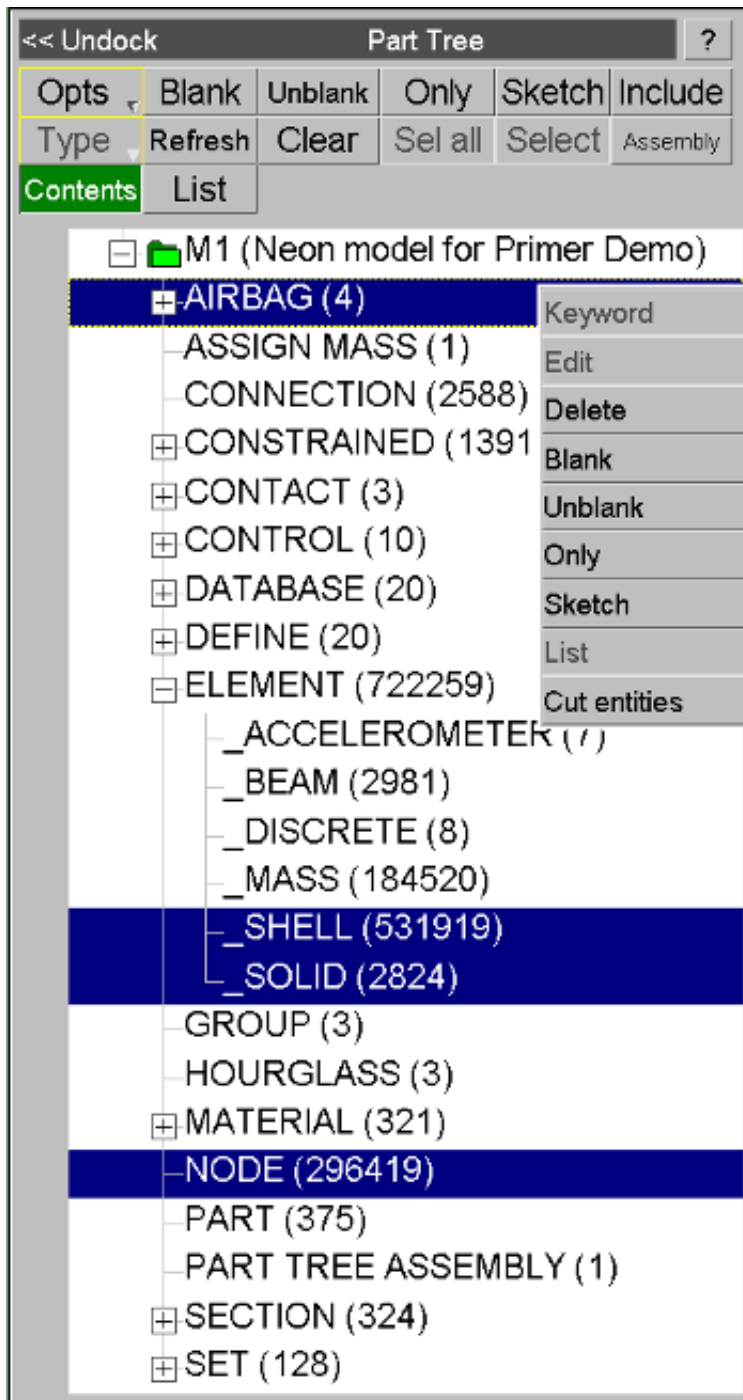 << Undock Part Tree ?
Opts Blank Unblank Only Sketch Include
Type Refresh Clear Sel all Select Assembly
Contents List
M1 (Neon model for Primer Demo)
AIRBAG (4)
Keyword
ASSIGN MASS (1)
Edit
CONNECTION (2588)
Delete
CONSTRAINED (1391
Blank
CONTACT (3)
Unblank
CONTROL (10)
Only
DATABASE (20)
Sketch
DEFINE (20)
List
ELEMENT (722259)
Cut entities
_ACCELEROMETER (7)
_BEAM (2981)
_DISCRETE (8)
_MASS (184520)
_SHELL (531919)
_SOLID (2824)
GROUP (3)
HOURGLASS (3)
MATERIAL (321)
NODE (296419)
PART (375)
PART TREE ASSEMBLY (1)
SECTION (324)
SET (128)